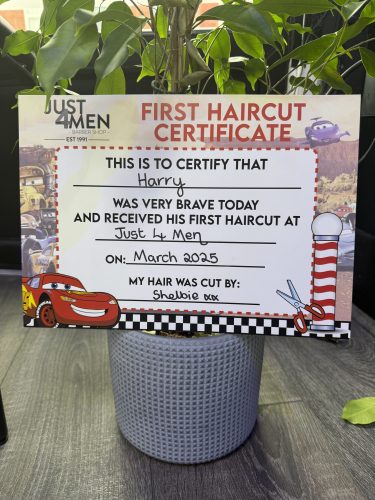 JUST
4MEN
BARBER SHOP
EST 1991
FIRST HAIRCUT
CERTIFICATE
THIS IS TO CERTIFY THAT
Harry
WAS VERY BRAVE TODAY
AND RECEIVED HIS FIRST HAIRCUT AT
Just 4 Men
ON: March 2025
MY HAIR WAS CUT BY:
Shelbie xx